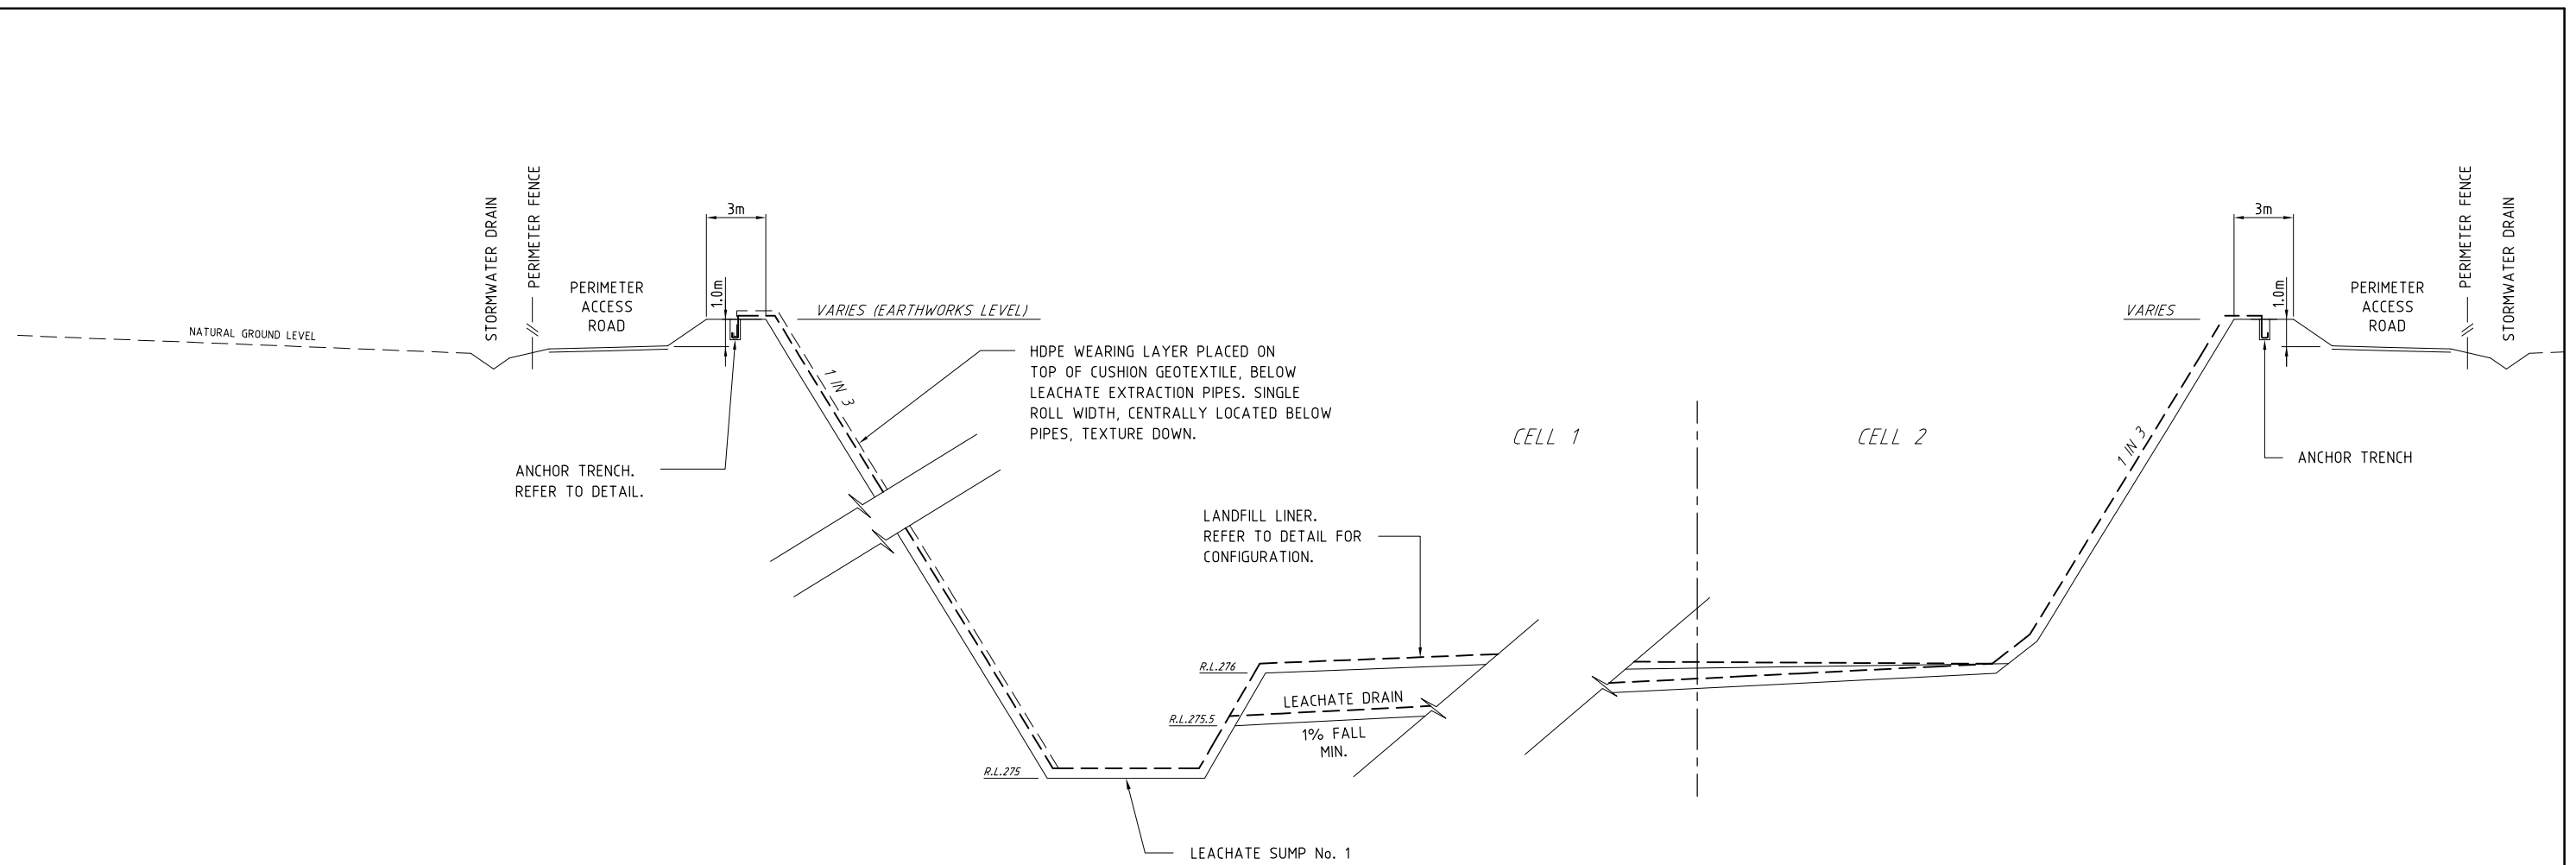 STORMWATER DRAIN
PERIMETER FENCE
3m
PERIMETER
ACCESS
ROAD
1.0m
VARIES (EARTHWORKS LEVEL)
NATURAL GROUND LEVEL
1 IN 3
HDPE WEARING LAYER PLACED ON
TOP OF CUSHION GEOTEXTILE, BELOW
LEACHATE EXTRACTION PIPES. SINGLE
ROLL WIDTH, CENTRALLY LOCATED BELOW
PIPES, TEXTURE DOWN.
ANCHOR TRENCH.
REFER TO DETAIL.
LANDFILL LINER.
REFER TO DETAIL FOR
CONFIGURATION.
CELL 1
CELL 2
R.L.276
LEACHATE DRAIN
R.L.275.5
1% FALL
MIN.
R.L.275
LEACHATE SUMP No. 1
3m
VARIES
1.0m
PERIMETER
ACCESS
ROAD
PERIMETER FENCE
STORMWATER DRAIN
1 IN 3
ANCHOR TRENCH